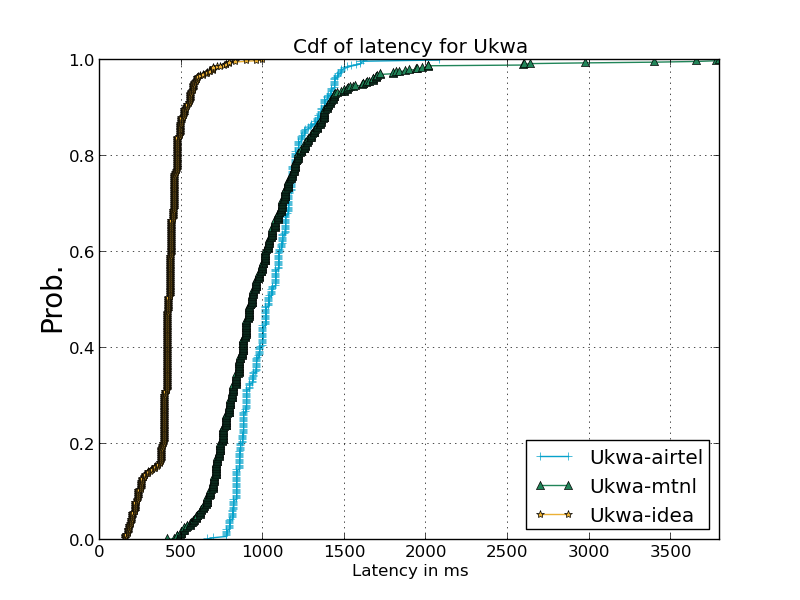 Cdf of latency for Ukwa
Prob.
1.0
0.8
0.6
0.4
0.2
0.0
0 500 1000 1500 2000 2500 3000 3500
Latency in ms
Ukwa-airtel
Ukwa-mtnl
Ukwa-idea